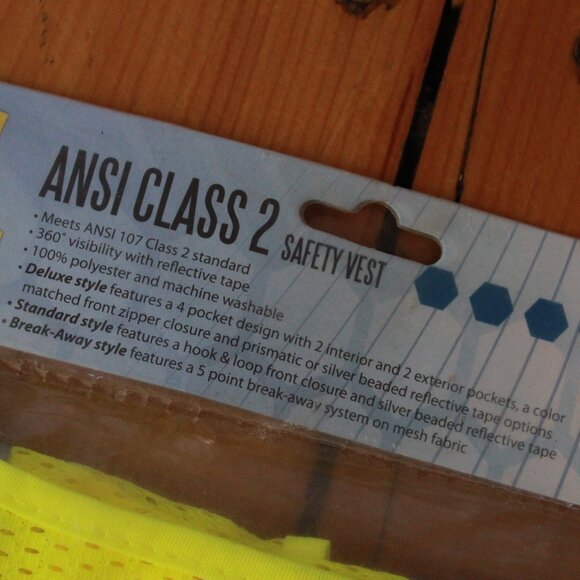 ANSI CLASS 2 SAFETY VEST
• Meets ANSI 107 Class 2 standard
• 360° visibility with reflective tape
• 100% polyester and machine washable
• Deluxe style features a 4 pocket design with 2 interior and 2 exterior pockets, a color
matched front zipper closure and prismatic or silver beaded reflective tape options
• Standard style features a hook & loop front closure and silver beaded reflective tape
• Break-Away style features a 5 point break-away system on mesh fabric